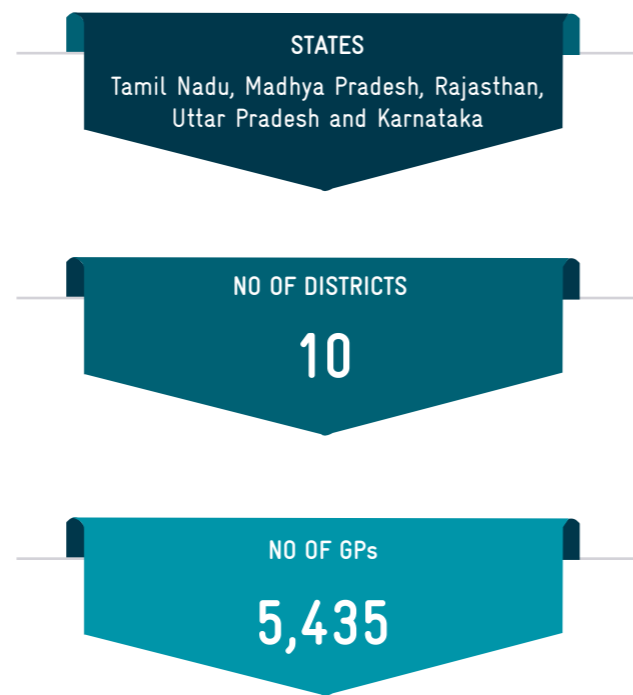 STATES
Tamil Nadu, Madhya Pradesh, Rajasthan,
Uttar Pradesh and Karnataka
NO OF DISTRICTS
10
NO OF GPs
5,435